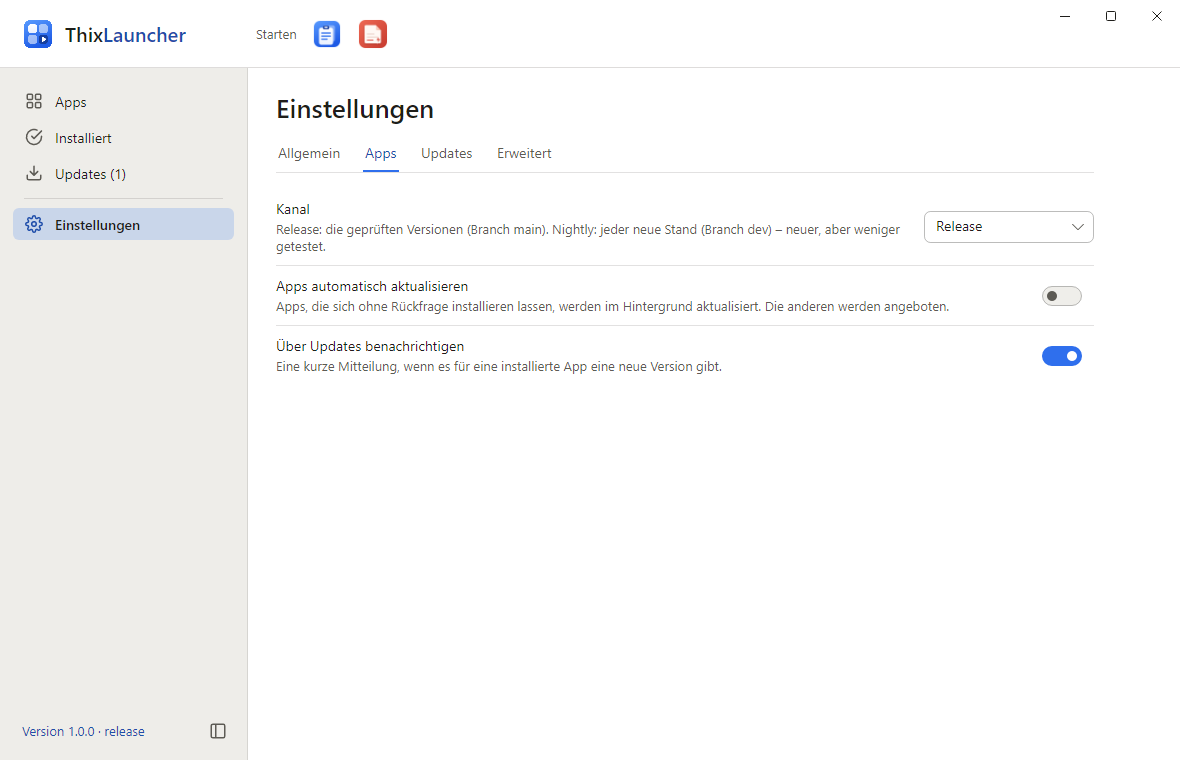 ThixLauncher
Starten
Apps
Installiert
Updates (1)
Einstellungen
Version 1.0.0 · release
Einstellungen
Allgemein Apps Updates Erweitert
Kanal
Release: die geprüften Versionen (Branch main). Nightly: jeder neue Stand (Branch dev) – neuer, aber weniger
getestet.
Release
Apps automatisch aktualisieren
Apps, die sich ohne Rückfrage installieren lassen, werden im Hintergrund aktualisiert. Die anderen werden angeboten.
Über Updates benachrichtigen
Eine kurze Mitteilung, wenn es für eine installierte App eine neue Version gibt.